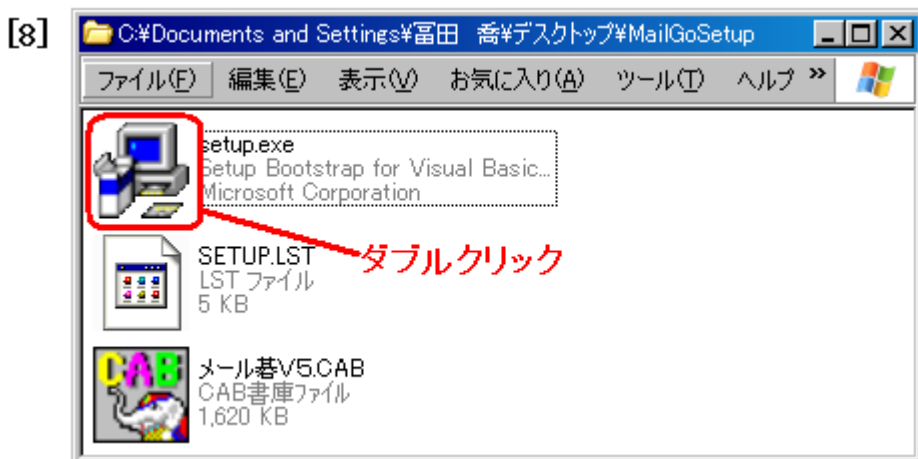 [8]
C:¥Documents and Settings¥冨田 喬¥デスクトップ¥MailGoSetup
ファイル(F) 編集(E) 表示(V) お気に入り(A) ツール(T) ヘルプ »
setup.exe
Setup Bootstrap for Visual Basic...
Microsoft Corporation
ダブルクリック
SETUP.LST
LST ファイル
5 KB
CAB
メール碁V5.CAB
CAB書庫ファイル
1,620 KB